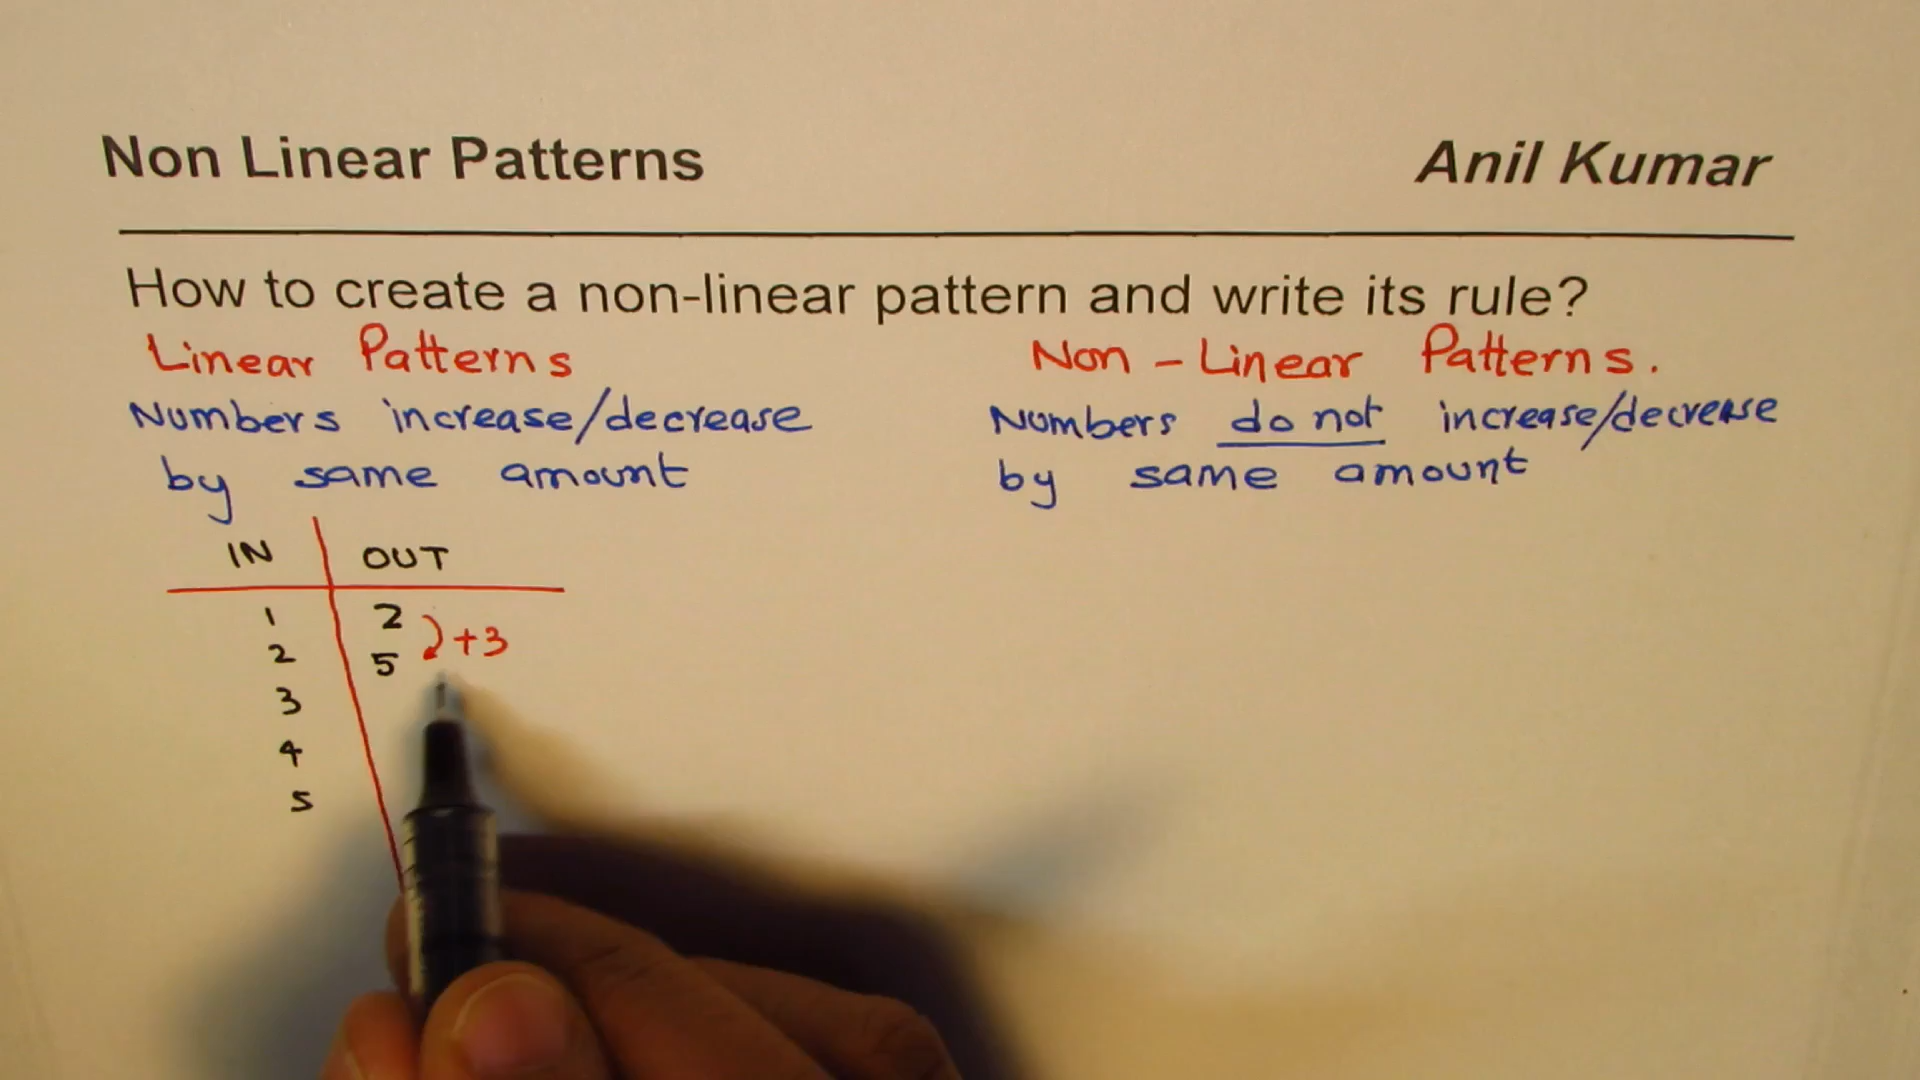 Non Linear Patterns
Anil Kumar
How to create a non-linear pattern and write its rule?
Linear Patterns
Numbers increase/decrease
by same amount
IN OUT
1 2
+3
2 5
3
4
5
Non - Linear Patterns.
Numbers do not increase/decrease
by same amount